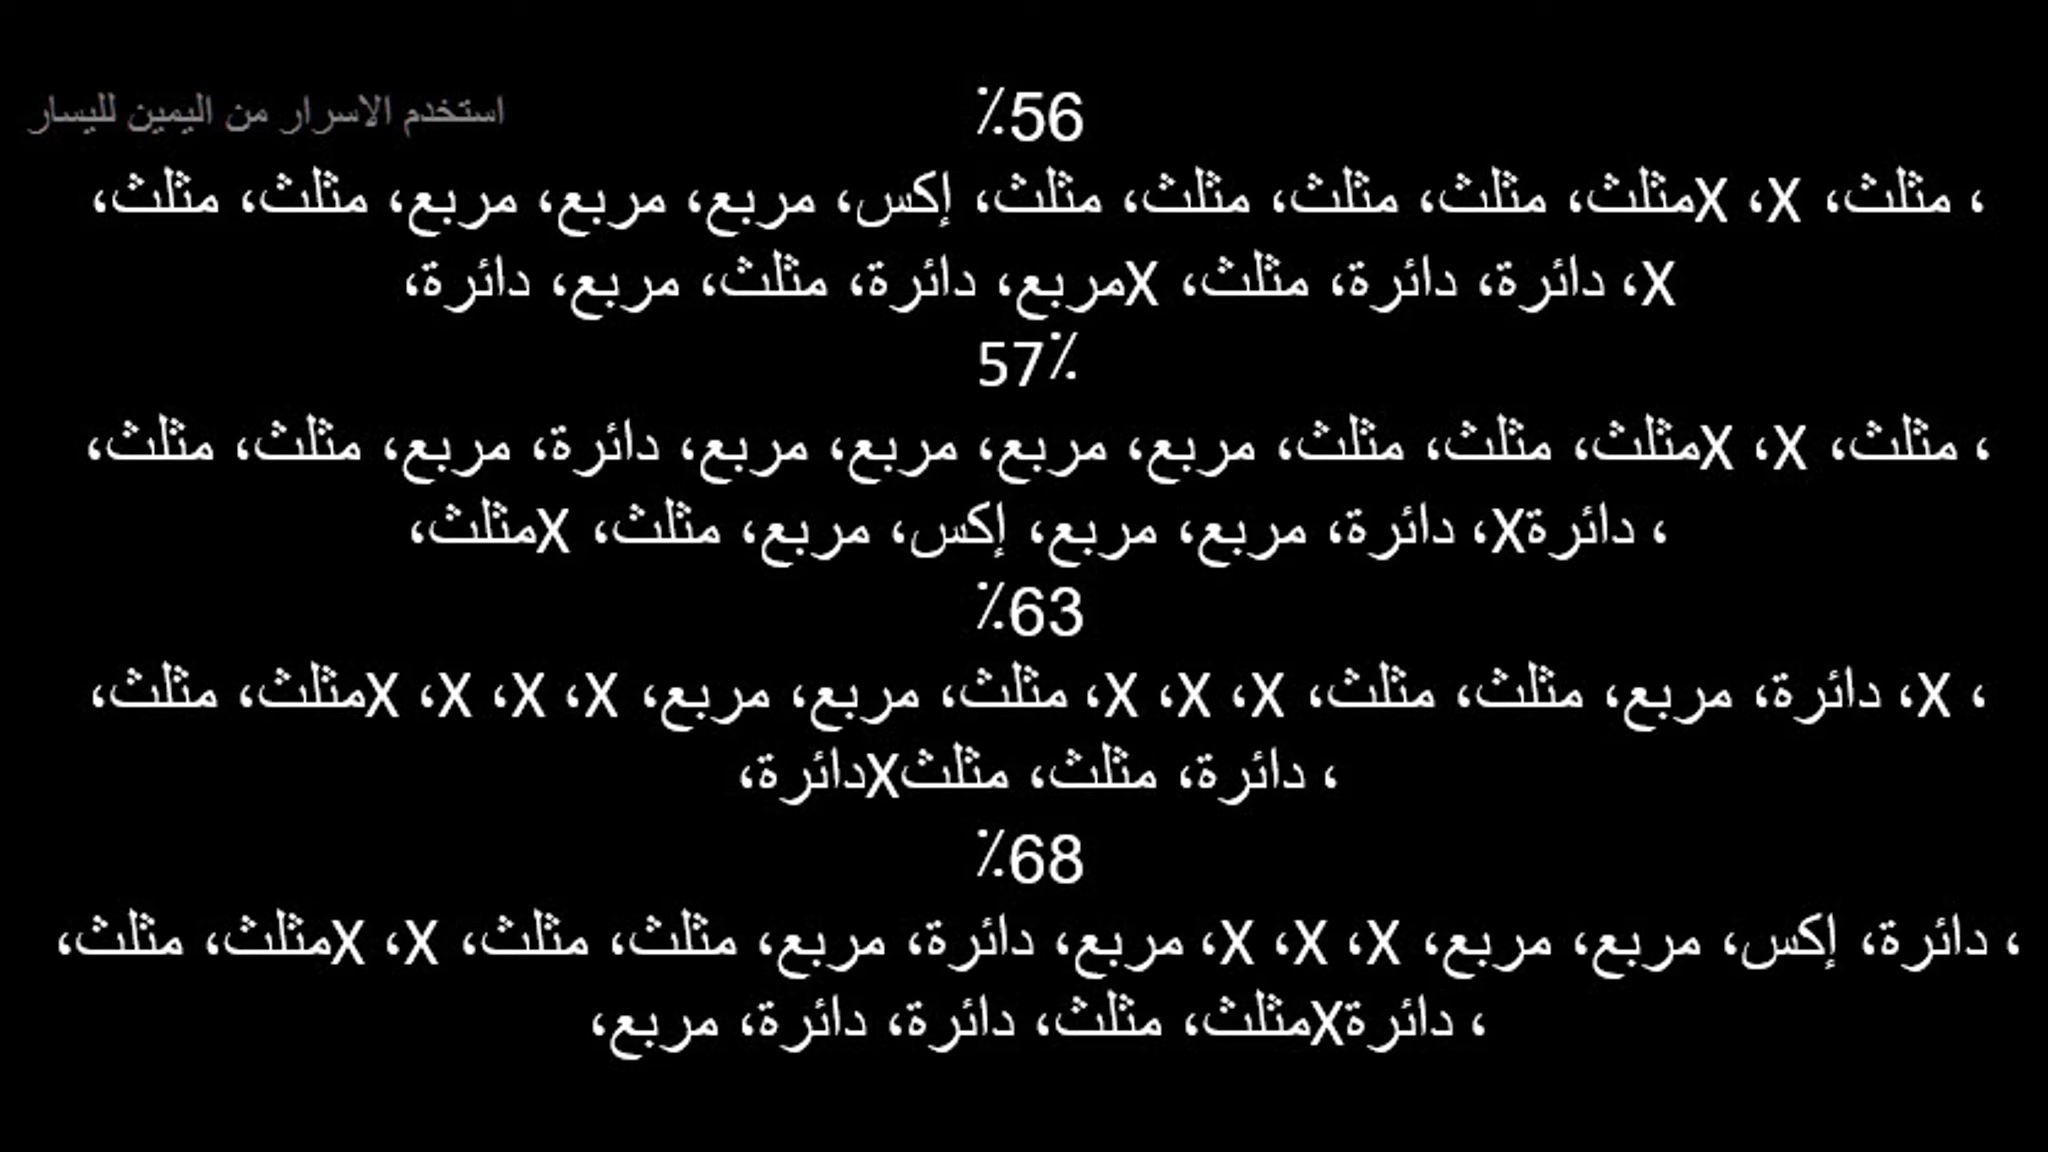 استخدم الاسرار من اليمين لليسار
٪56
، مثلث، X، Xمثلث، مثلث، مثلث، مثلث، مثلث، إكس، مربع، مربع، مربع، مثلث، مثلث،
X، دائرة، دائرة، مثلث، Xمربع، دائرة، مثلث، مربع، دائرة،
57٪
، مثلث، X، Xمثلث، مثلث، مثلث، مربع، مربع، مربع، مربع، دائرة، مربع، مثلث، مثلث،
، دائرةX، دائرة، مربع، مربع، إكس، مربع، مثلث، Xمثلث،
٪63
، X، دائرة، مربع، مثلث، مثلث، X، X، X، مثلث، مربع، مربع، X، X، X، Xمثلث، مثلث،
، دائرة، مثلث، مثلثXدائرة،
٪68
، دائرة، إكس، مربع، مربع، X، X، X، مربع، دائرة، مربع، مثلث، مثلث، X، Xمثلث، مثلث،
، دائرةXمثلث، مثلث، دائرة، دائرة، مربع،